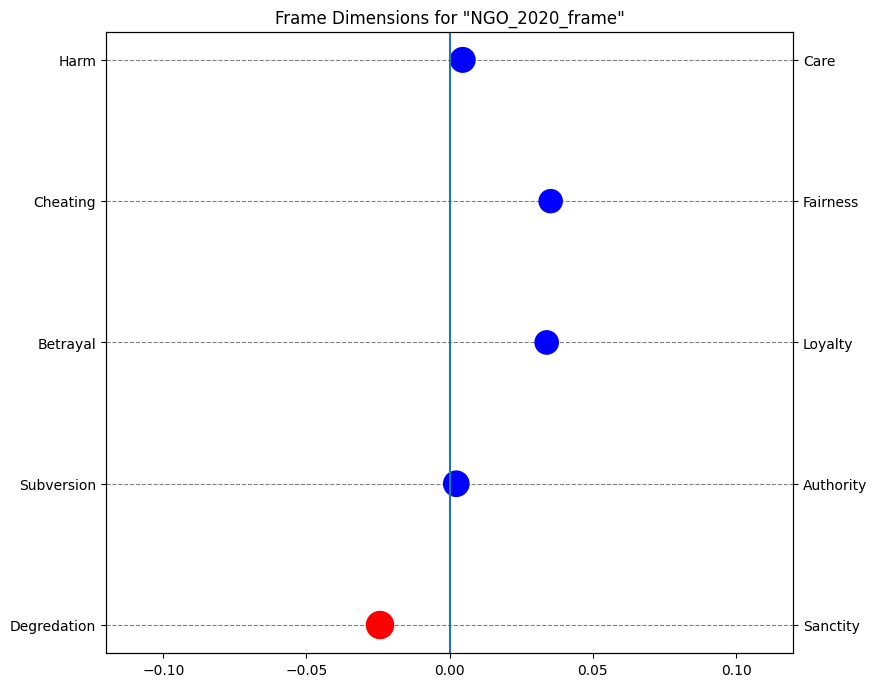 Frame Dimensions for "NGO_2020_frame"
Harm
Care
Cheating
Fairness
Betrayal
Loyalty
Subversion
Authority
Degredation
Sanctity
−0.10 −0.05 0.00 0.05 0.10